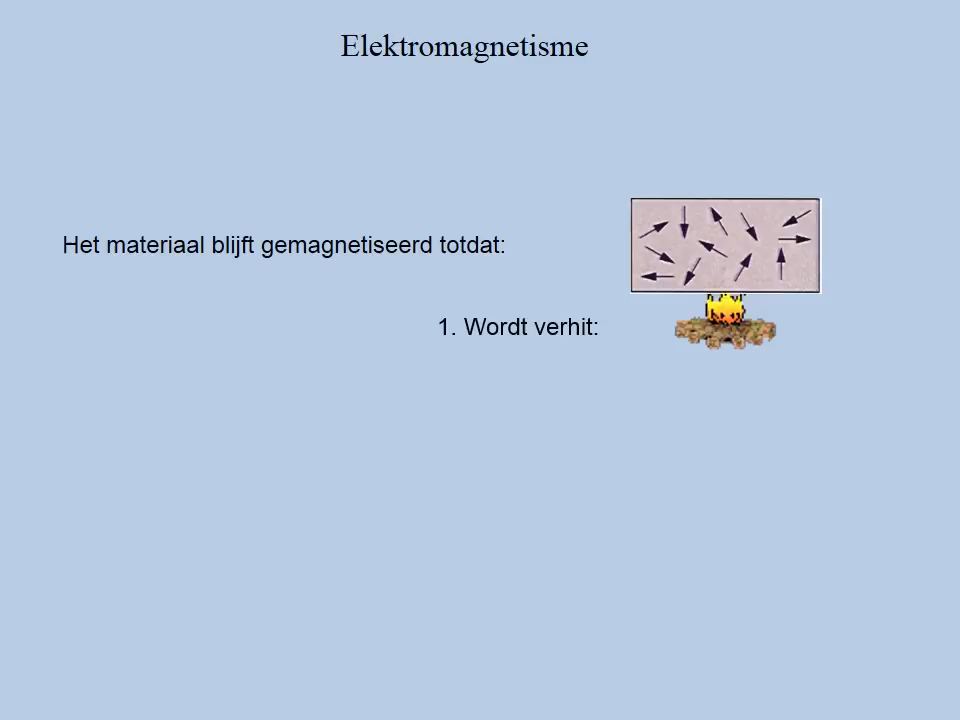 Elektromagnetisme
Het materiaal blijft gemagnetiseerd totdat:
1. Wordt verhit: